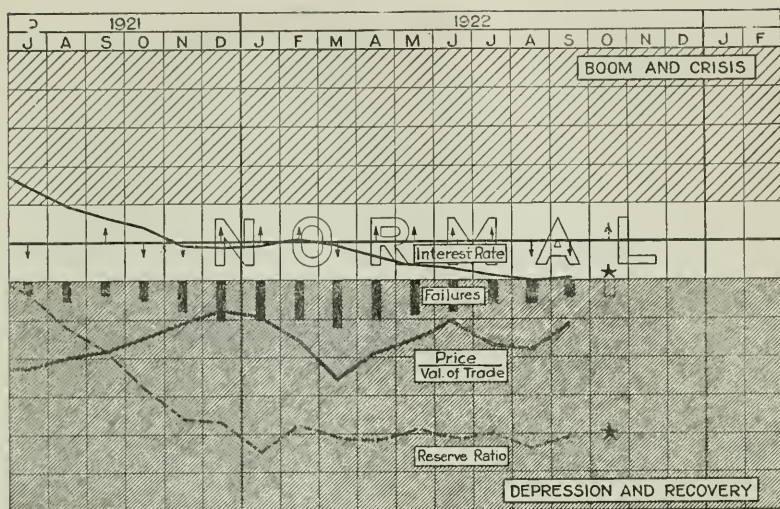 1921 1922
J A S O N D J F M A M J J A S O N D J F
BOOM AND CRISIS
NORMAL
Interest Rate
Failures
Price
Val. of Trade
Reserve Ratio
DEPRESSION AND RECOVERY